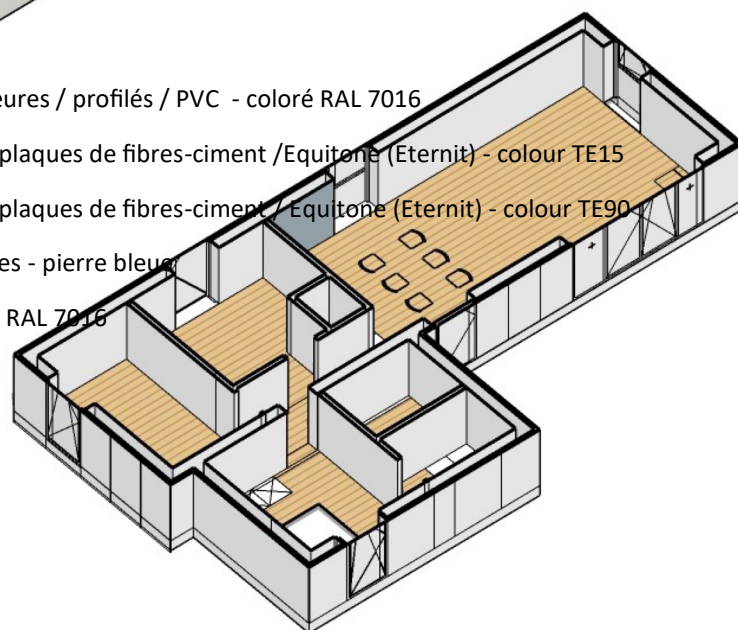 eures / profilés / PVC - coloré RAL 7016
plaques de fibres-ciment /Equitone (Eternit) - colour TE15
plaques de fibres-ciment / Equitone (Eternit) - colour TE90
es - pierre bleue
RAL 7016